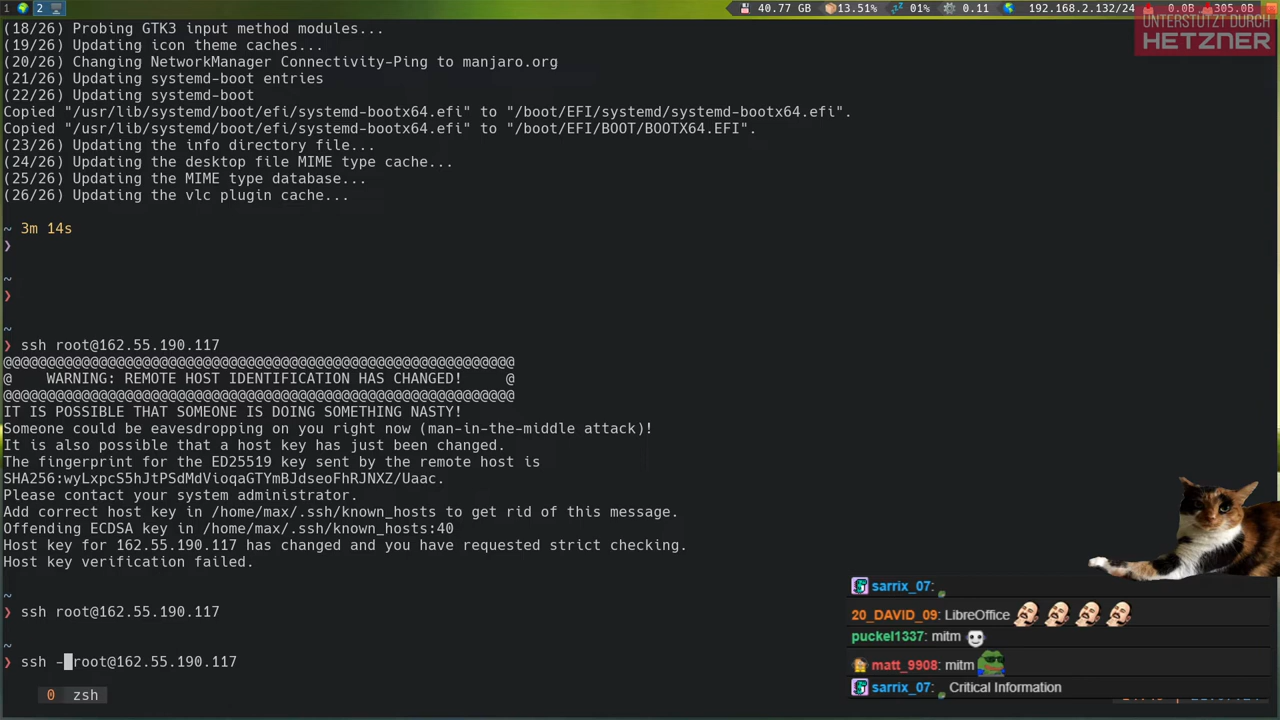 1 2 40.77 GB 13.51% 01% 0.11 192.168.2.132/24 0.0B 305.0B
UNTERSTÜTZT DURCH
HETZNER
(18/26) Probing GTK3 input method modules...
(19/26) Updating icon theme caches...
(20/26) Changing NetworkManager Connectivity-Ping to manjaro.org
(21/26) Updating systemd-boot entries
(22/26) Updating systemd-boot
Copied "/usr/lib/systemd/boot/efi/systemd-bootx64.efi" to "/boot/EFI/systemd/systemd-bootx64.efi".
Copied "/usr/lib/systemd/boot/efi/systemd-bootx64.efi" to "/boot/EFI/BOOT/BOOTX64.EFI".
(23/26) Updating the info directory file...
(24/26) Updating the desktop file MIME type cache...
(25/26) Updating the MIME type database...
(26/26) Updating the vlc plugin cache...
~ 3m 14s
❯
~
❯
~
❯ ssh root@162.55.190.117
@@@@@@@@@@@@@@@@@@@@@@@@@@@@@@@@@@@@@@@@@@@@@@@@@@@@@@@@@@@
@    WARNING: REMOTE HOST IDENTIFICATION HAS CHANGED!     @
@@@@@@@@@@@@@@@@@@@@@@@@@@@@@@@@@@@@@@@@@@@@@@@@@@@@@@@@@@@
IT IS POSSIBLE THAT SOMEONE IS DOING SOMETHING NASTY!
Someone could be eavesdropping on you right now (man-in-the-middle attack)!
It is also possible that a host key has just been changed.
The fingerprint for the ED25519 key sent by the remote host is
SHA256:wyLxpcS5hJtPSdMdVioqaGTYmBJdseoFhRJNXZ/Uaac.
Please contact your system administrator.
Add correct host key in /home/max/.ssh/known_hosts to get rid of this message.
Offending ECDSA key in /home/max/.ssh/known_hosts:40
Host key for 162.55.190.117 has changed and you have requested strict checking.
Host key verification failed.
~
❯ ssh root@162.55.190.117
~
❯ ssh - root@162.55.190.117
0 zsh
sarrix_07:
20_DAVID_09: LibreOffice
puckel1337: mitm
matt_9908: mitm
sarrix_07: Critical Information